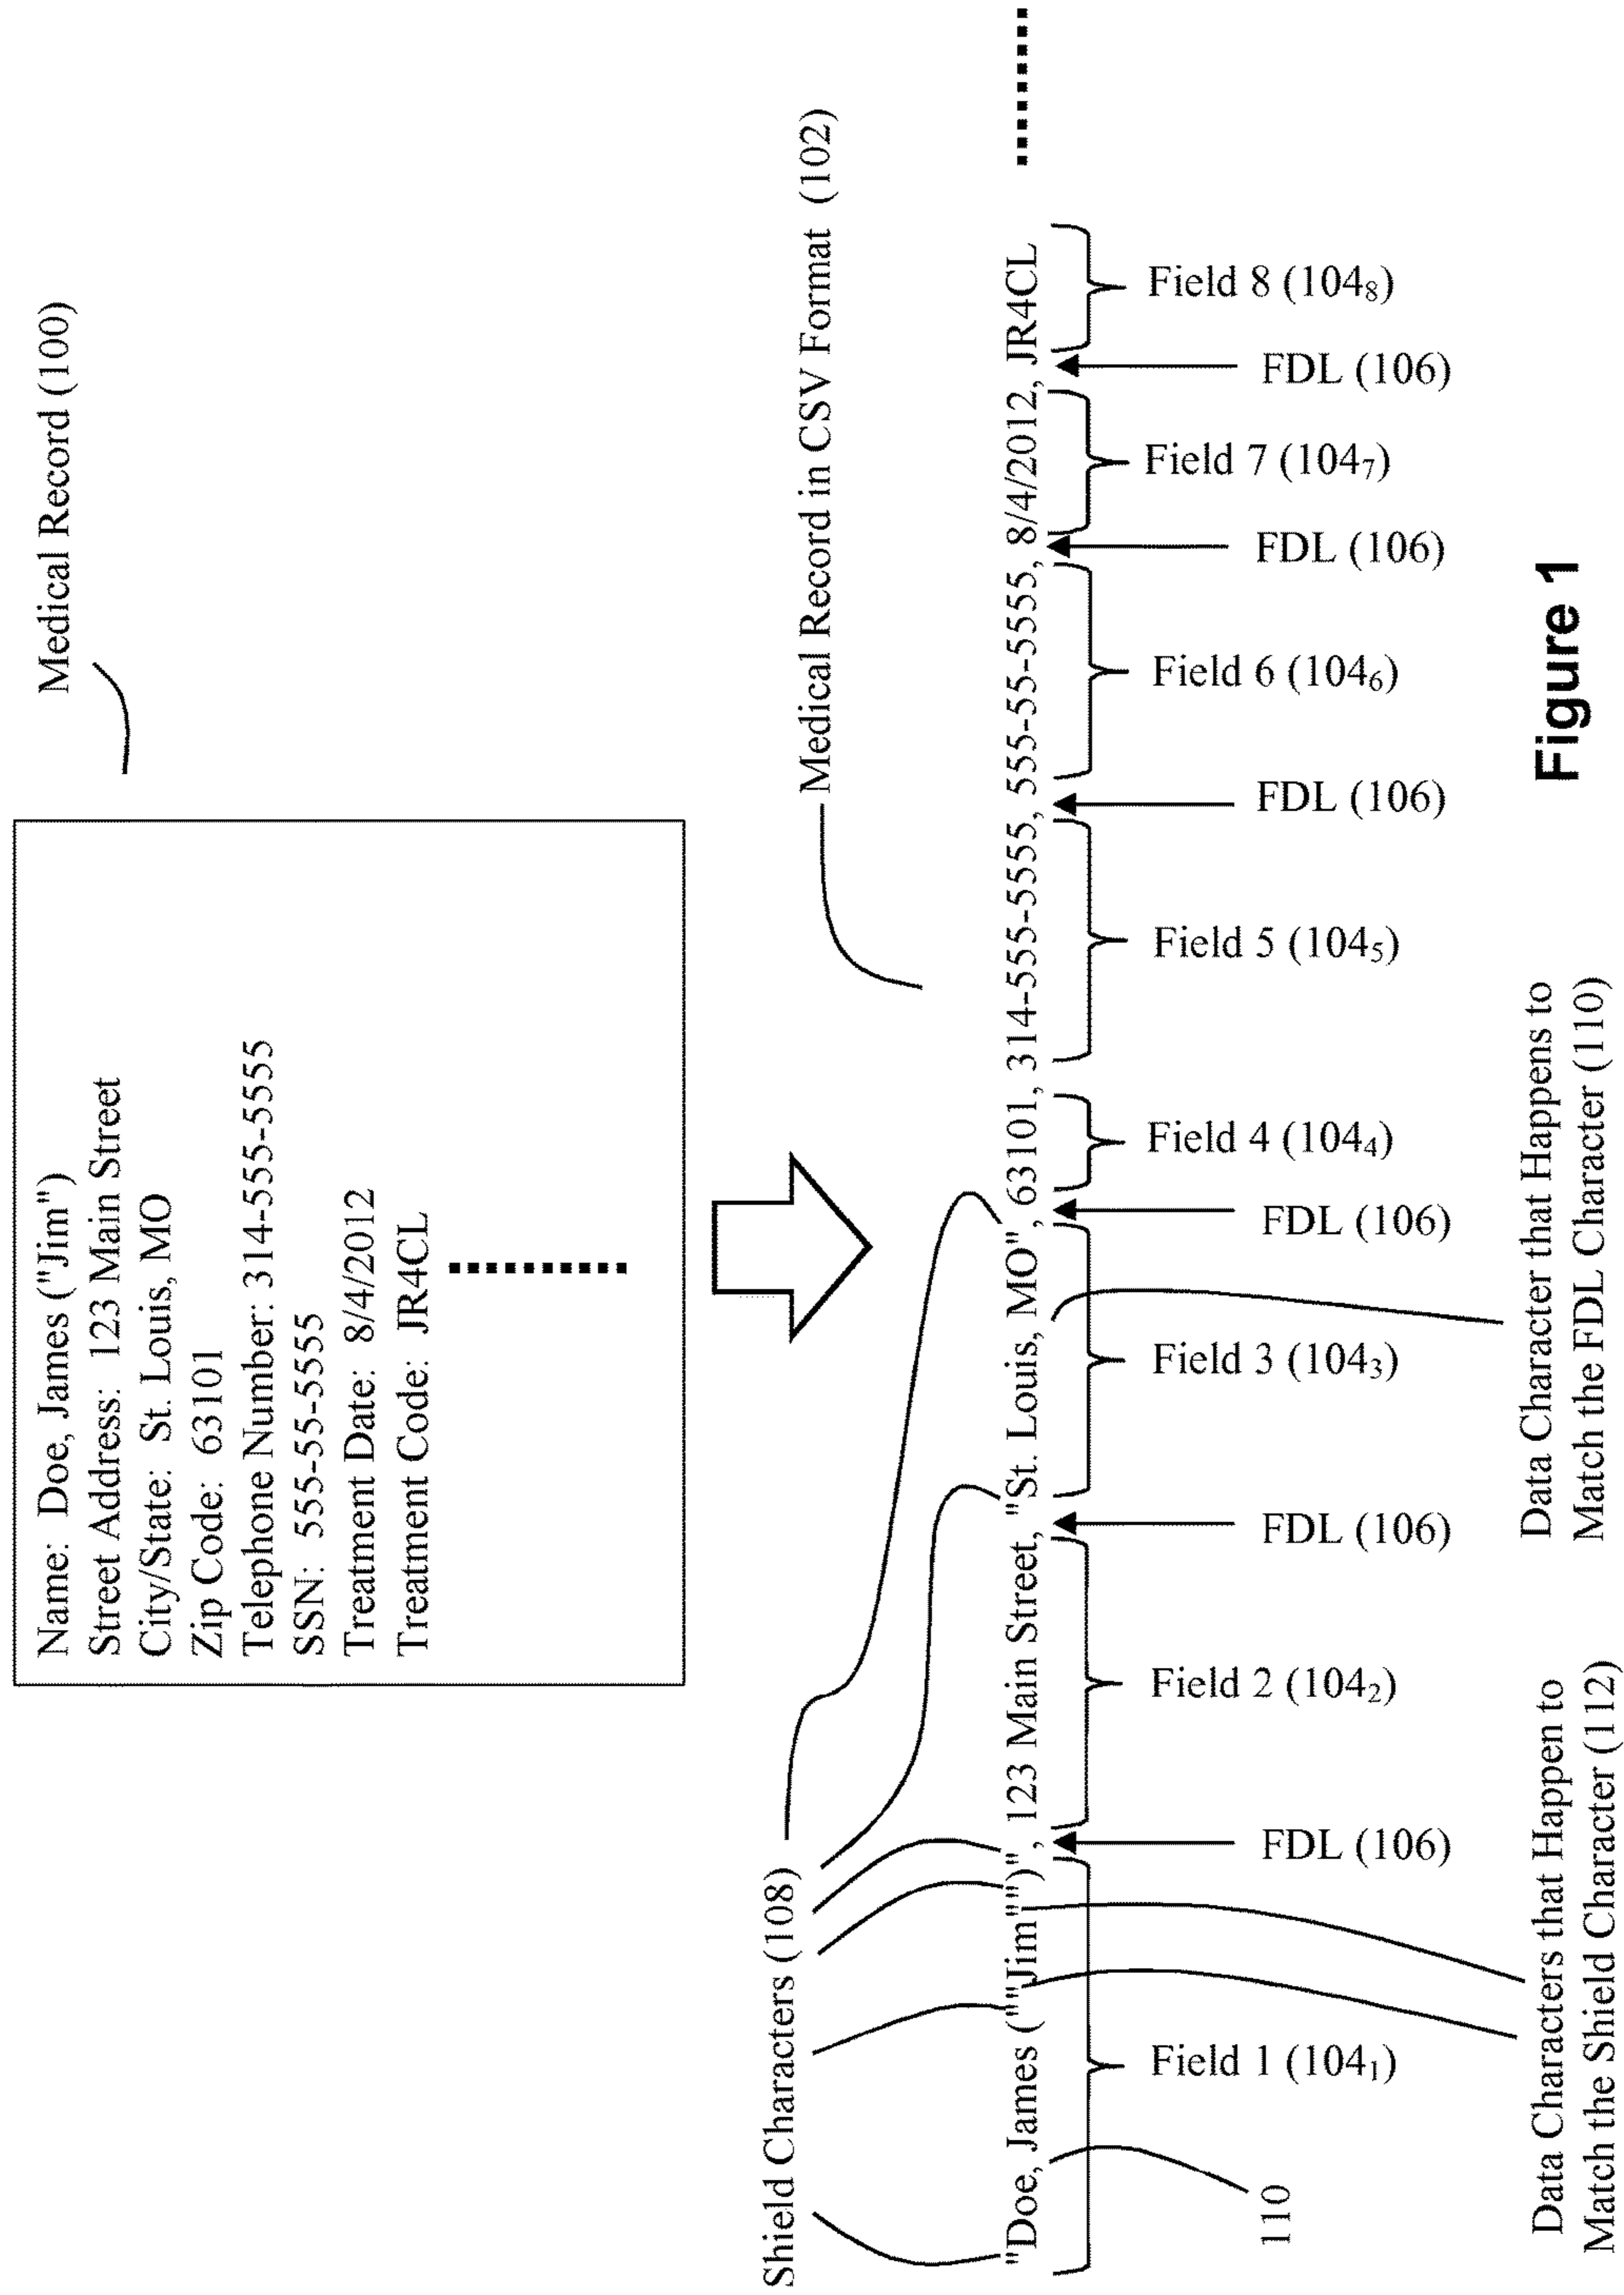 Medical Record (100)
Name: Doe, James ("Jim")
Street Address: 123 Main Street
City/State: St. Louis, MO
Zip Code: 63101
Telephone Number: 314-555-5555
SSN: 555-55-5555
Treatment Date: 8/4/2012
Treatment Code: JR4CL
Shield Characters (108)
Medical Record in CSV Format (102)
"Doe, James (""Jim"")", 123 Main Street, "St. Louis, MO", 63101, 314-555-5555, 555-55-5555, 8/4/2012, JR4CL
Field 1 (104₁)
Field 2 (104₂)
Field 3 (104₃)
Field 4 (104₄)
Field 5 (104₅)
Field 6 (104₆)
Field 7 (104₇)
Field 8 (104₈)
110
FDL (106)
FDL (106)
FDL (106)
FDL (106)
FDL (106)
FDL (106)
Data Characters that Happen to
Match the Shield Character (112)
Data Character that Happens to
Match the FDL Character (110)
Figure 1